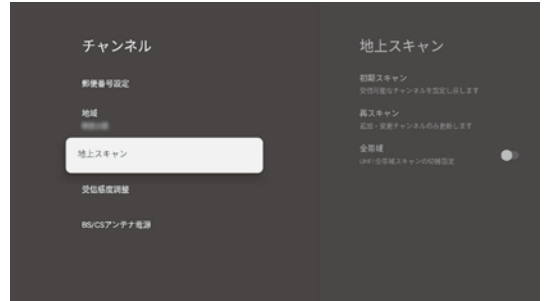 チャンネル
郵便番号設定
地域
地上スキャン
受信感度調整
BS/CSアンテナ電源
地上スキャン
初期スキャン
受信可能なチャンネルを設定し直します
再スキャン
追加・変更チャンネルのみ更新します
全帯域
UHF/全帯域スキャンの切替設定